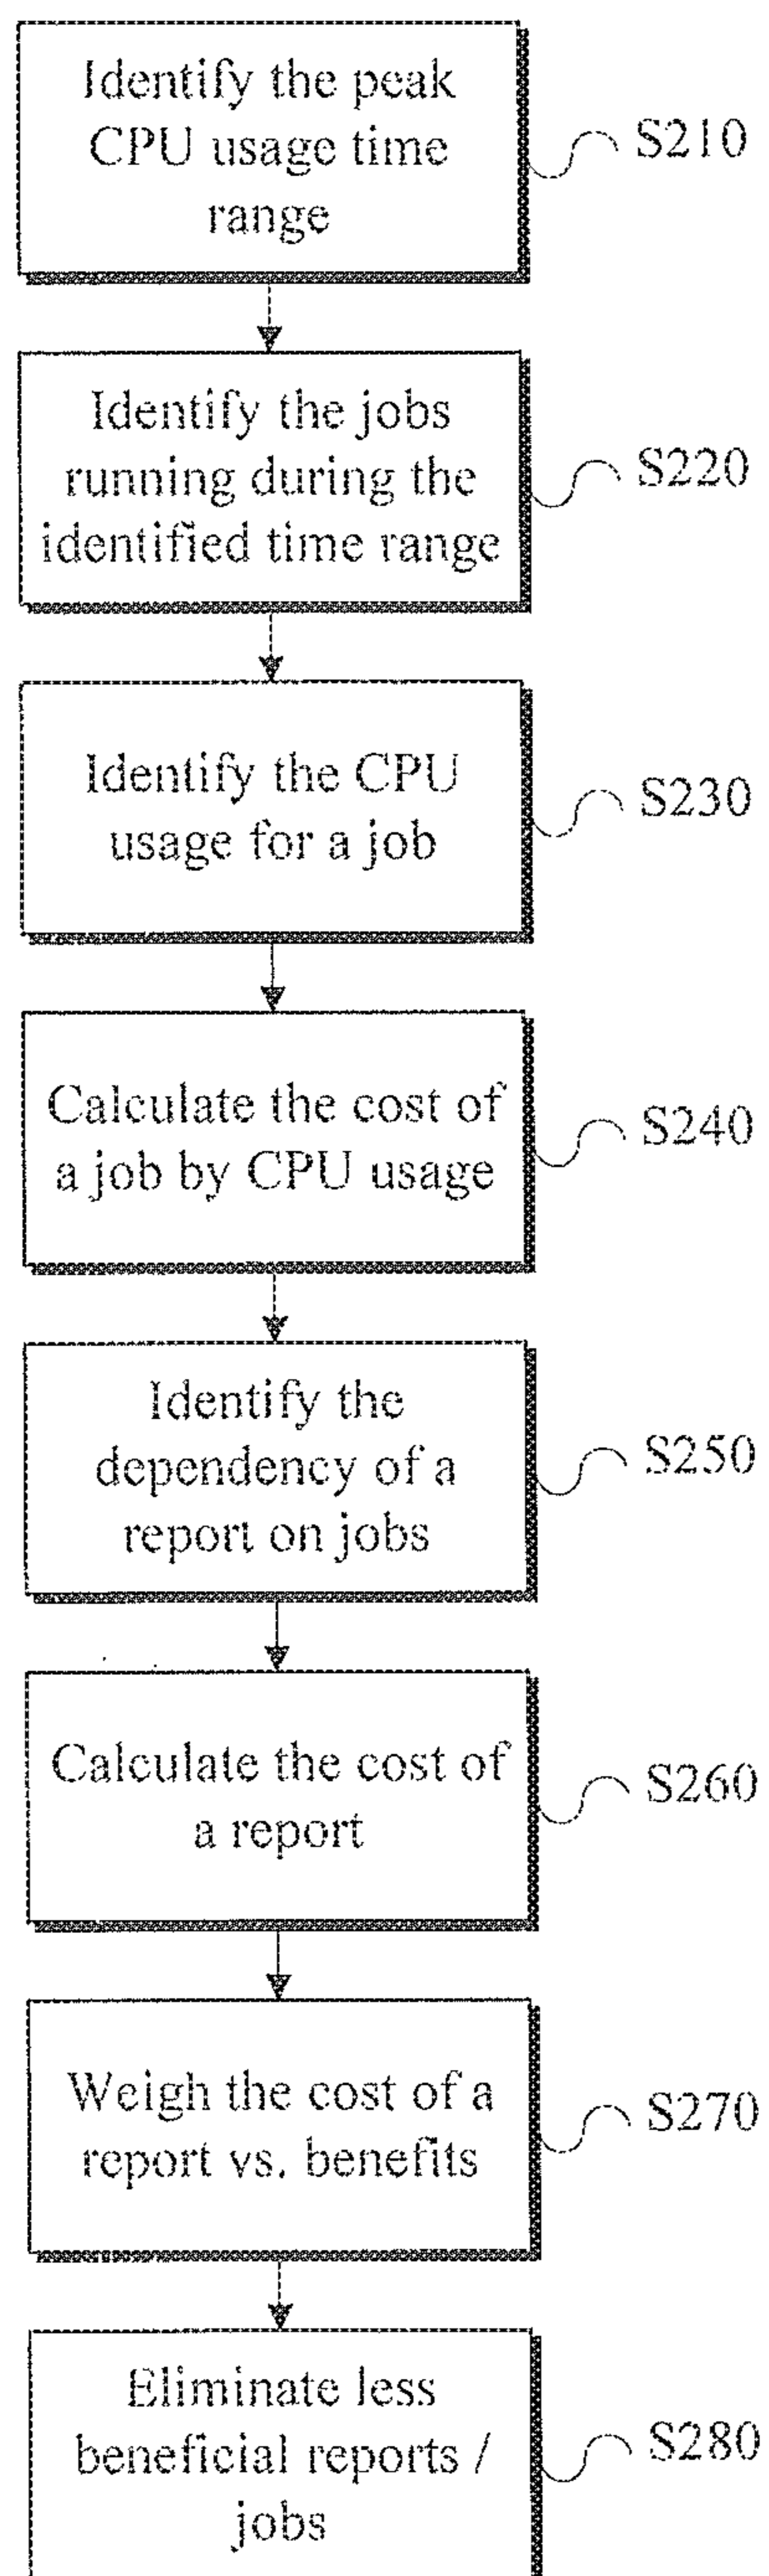 Identify the peak
CPU usage time
range
S210
Identify the jobs
running during the
identified time range
S220
Identify the CPU
usage for a job
S230
Calculate the cost of
a job by CPU usage
S240
Identify the
dependency of a
report on jobs
S250
Calculate the cost of
a report
S260
Weigh the cost of a
report vs. benefits
S270
Eliminate less
beneficial reports /
jobs
S280